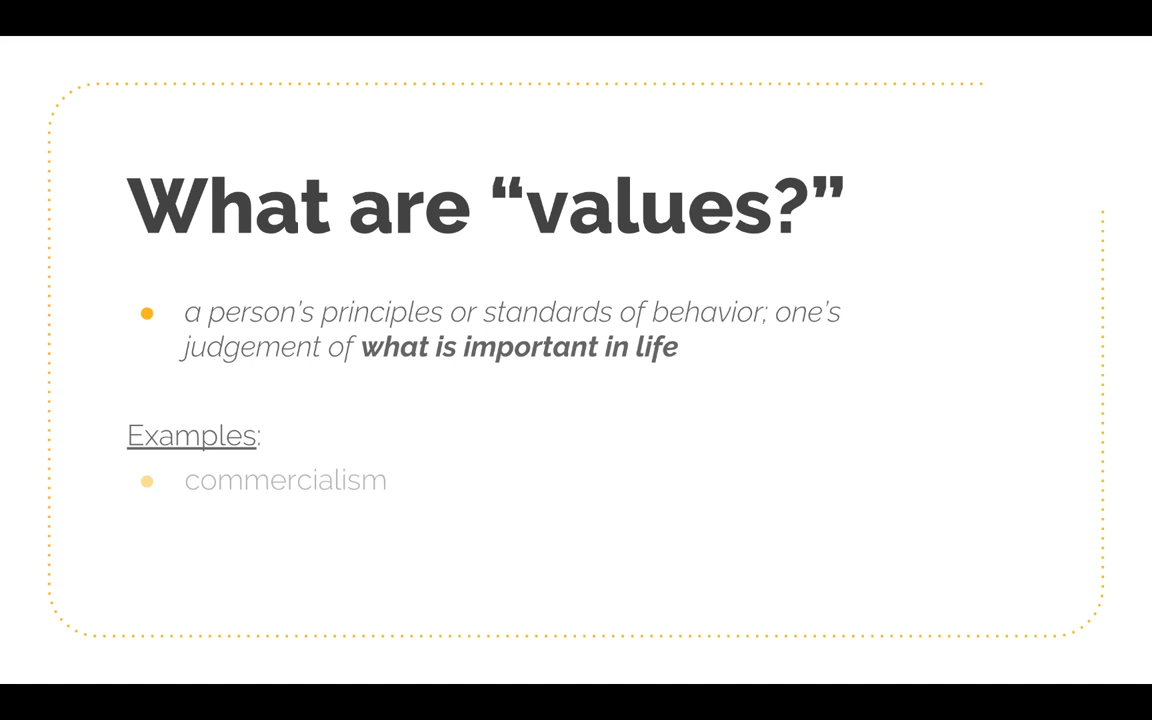 What are “values?”
a person’s principles or standards of behavior; one’s
judgement of what is important in life
Examples:
commercialism